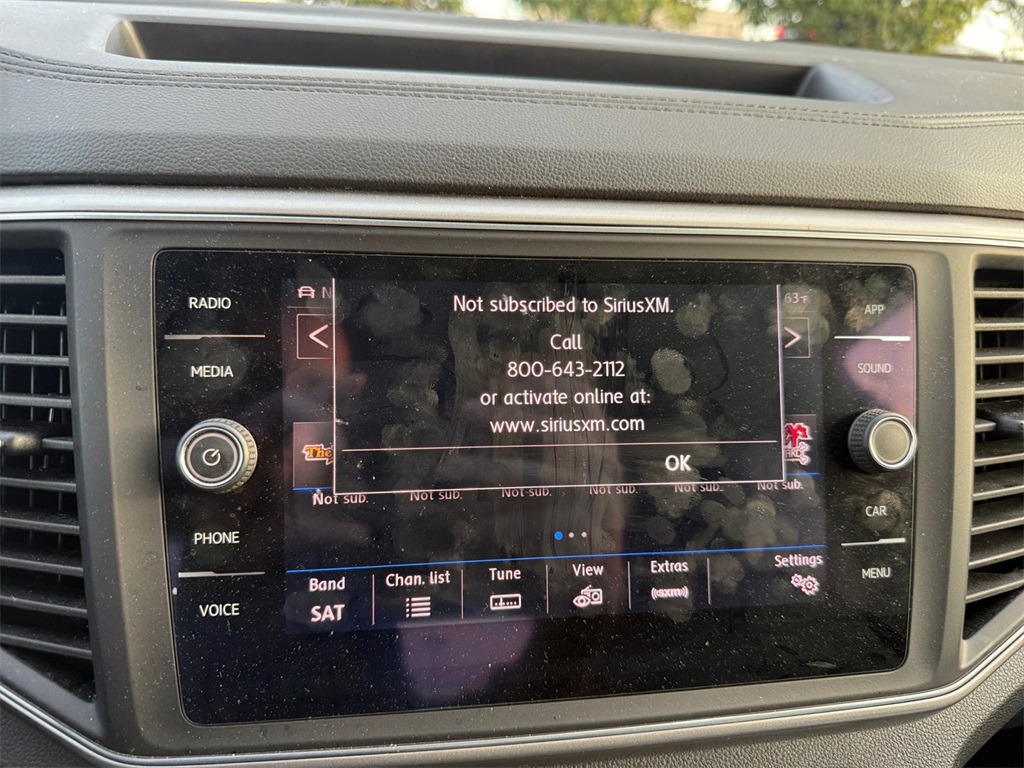 RADIO
MEDIA
PHONE
VOICE
N
63°F
Not subscribed to SiriusXM.
Call
800-643-2112
or activate online at:
www.siriusxm.com
OK
The
Not sub. Not sub. Not sub. Not sub. Not sub. Not sub.
Band
SAT
Chan. list
Tune
View
Extras
((sxm))
Settings
APP
SOUND
CAR
MENU